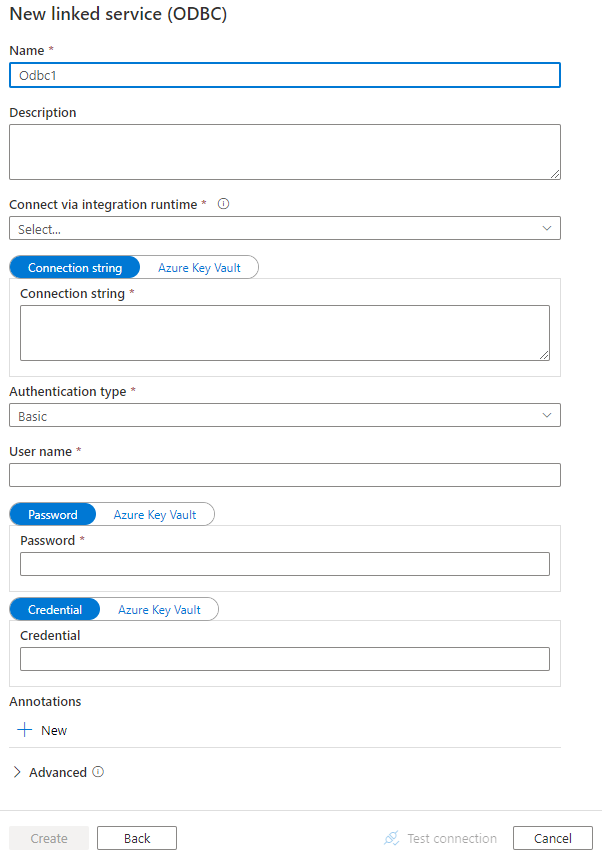 New linked service (ODBC)
Name *
Odbc1
Description
Connect via integration runtime *
Select...
Connection string Azure Key Vault
Connection string *
Authentication type *
Basic
User name *
Password Azure Key Vault
Password *
Credential Azure Key Vault
Credential
Annotations
New
Advanced
Create Back Test connection Cancel